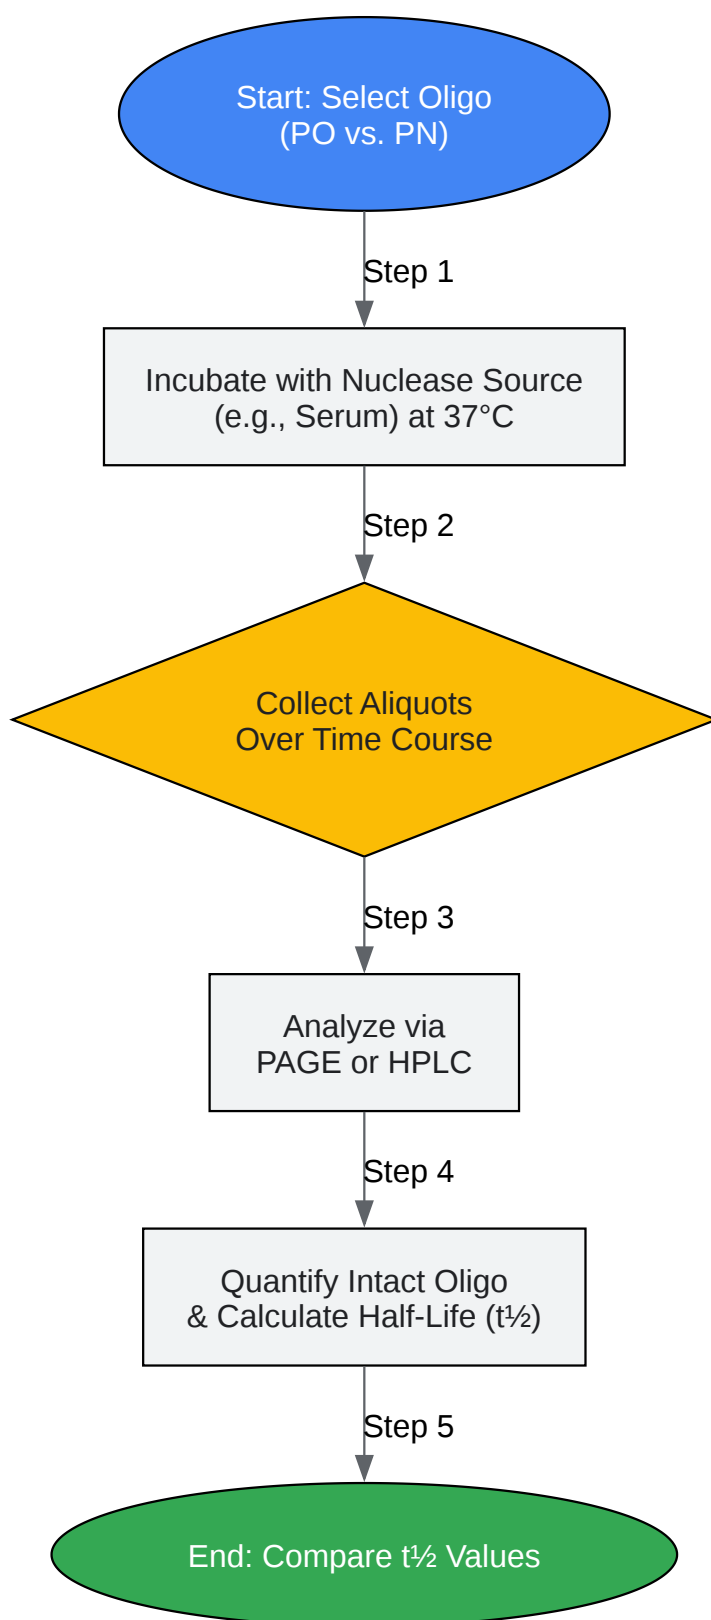 Start: Select Oligo
(PO vs. PN)
Step 1
Incubate with Nuclease Source
(e.g., Serum) at 37°C
Step 2
Collect Aliquots
Over Time Course
Step 3
Analyze via
PAGE or HPLC
Step 4
Quantify Intact Oligo
& Calculate Half-Life (t½)
Step 5
End: Compare t½ Values